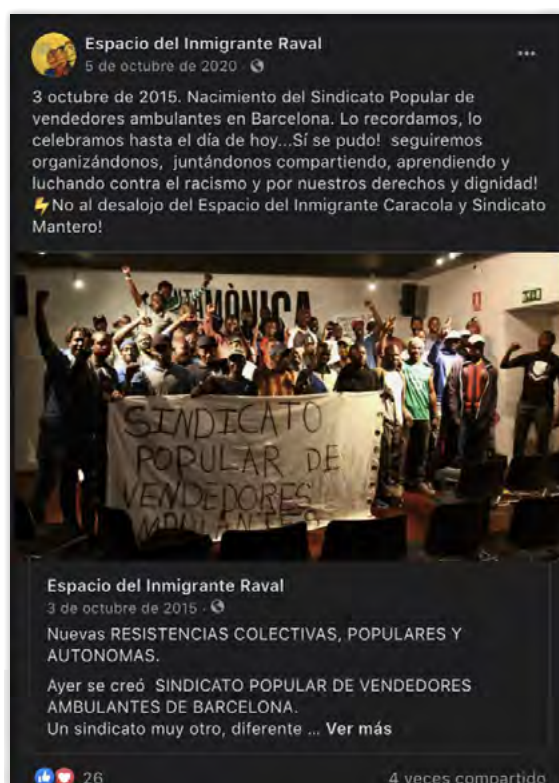 Espacio del Inmigrante Raval
5 de octubre de 2020
3 octubre de 2015. Nacimiento del Sindicato Popular de
vendedores ambulantes en Barcelona. Lo recordamos, lo
celebramos hasta el día de hoy...Sí se pudo! seguiremos
organizándonos, juntándonos compartiendo, aprendiendo y
luchando contra el racismo y por nuestros derechos y dignidad!
⚡No al desalojo del Espacio del Inmigrante Caracola y Sindicato
Mantero!
MÒNICA
SINDICATO
POPULAR DE
VENDEDORES
Espacio del Inmigrante Raval
3 de octubre de 2015
Nuevas RESISTENCIAS COLECTIVAS, POPULARES Y
AUTONOMAS.
Ayer se creó SINDICATO POPULAR DE VENDEDORES
AMBULANTES DE BARCELONA.
Un sindicato muy otro, diferente ... Ver más
26
4 veces compartido